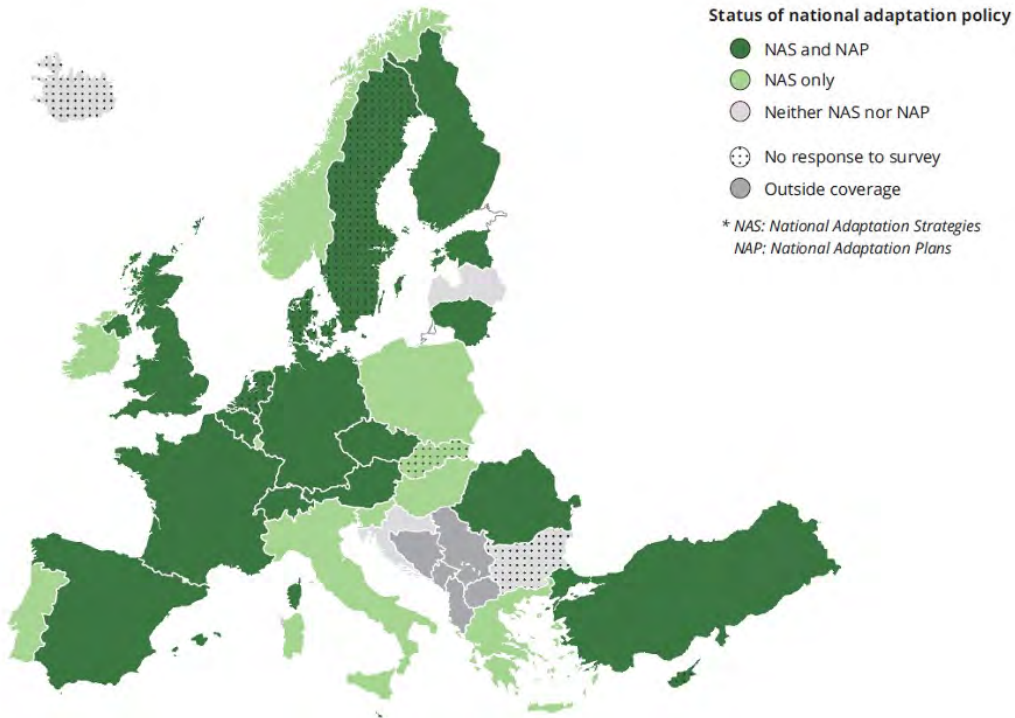 Status of national adaptation policy
NAS and NAP
NAS only
Neither NAS nor NAP
No response to survey
Outside coverage
* NAS: National Adaptation Strategies
NAP: National Adaptation Plans